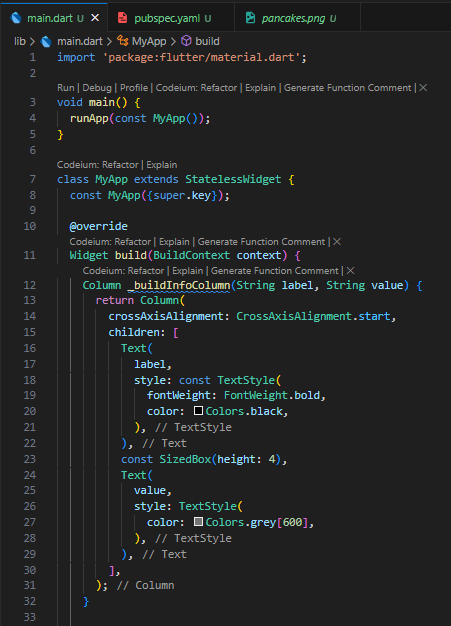 main.dart U
pubspec.yaml U
pancakes.png U
lib > main.dart > MyApp > build
1 import 'package:flutter/material.dart';
2
Run | Debug | Profile | Codeium: Refactor | Explain | Generate Function Comment | X
3 void main() {
4 runApp(const MyApp());
5 }
6
Codeium: Refactor | Explain
7 class MyApp extends StatelessWidget {
8 const MyApp({super.key});
9
10 @override
Codeium: Refactor | Explain | Generate Function Comment | X
11 Widget build(BuildContext context) {
Codeium: Refactor | Explain | Generate Function Comment | X
12 Column _buildInfoColumn(String label, String value) {
13 return Column(
14 crossAxisAlignment: CrossAxisAlignment.start,
15 children: [
16 Text(
17 label,
18 style: const TextStyle(
19 fontWeight: FontWeight.bold,
20 color: Colors.black,
21 ), // TextStyle
22 ), // Text
23 const SizedBox(height: 4),
24 Text(
25 value,
26 style: TextStyle(
27 color: Colors.grey[600],
28 ), // TextStyle
29 ), // Text
30 ],
31 ); // Column
32 }
33